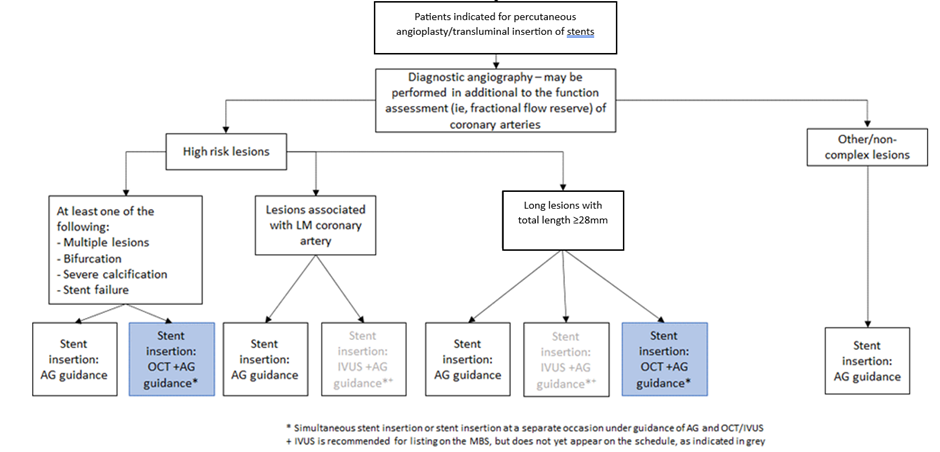 Patients indicated for percutaneous
angioplasty/transluminal insertion of stents
Diagnostic angiography – may be
performed in additional to the function
assessment (ie, fractional flow reserve) of
coronary arteries
High risk lesions
Other/non-
complex lesions
At least one of the
following:
- Multiple lesions
- Bifurcation
- Severe calcification
- Stent failure
Lesions associated
with LM coronary
artery
Long lesions with
total length ≥28mm
Stent
insertion:
AG guidance
Stent
insertion:
OCT +AG
guidance*
Stent
insertion:
AG guidance
Stent
insertion:
IVUS +AG
guidance*+
Stent
insertion:
AG guidance
Stent
insertion:
IVUS +AG
guidance*+
Stent
insertion:
OCT +AG
guidance*
Stent
insertion:
AG guidance
* Simultaneous stent insertion or stent insertion at a separate occasion under guidance of AG and OCT/IVUS
+ IVUS is recommended for listing on the MBS, but does not yet appear on the schedule, as indicated in grey